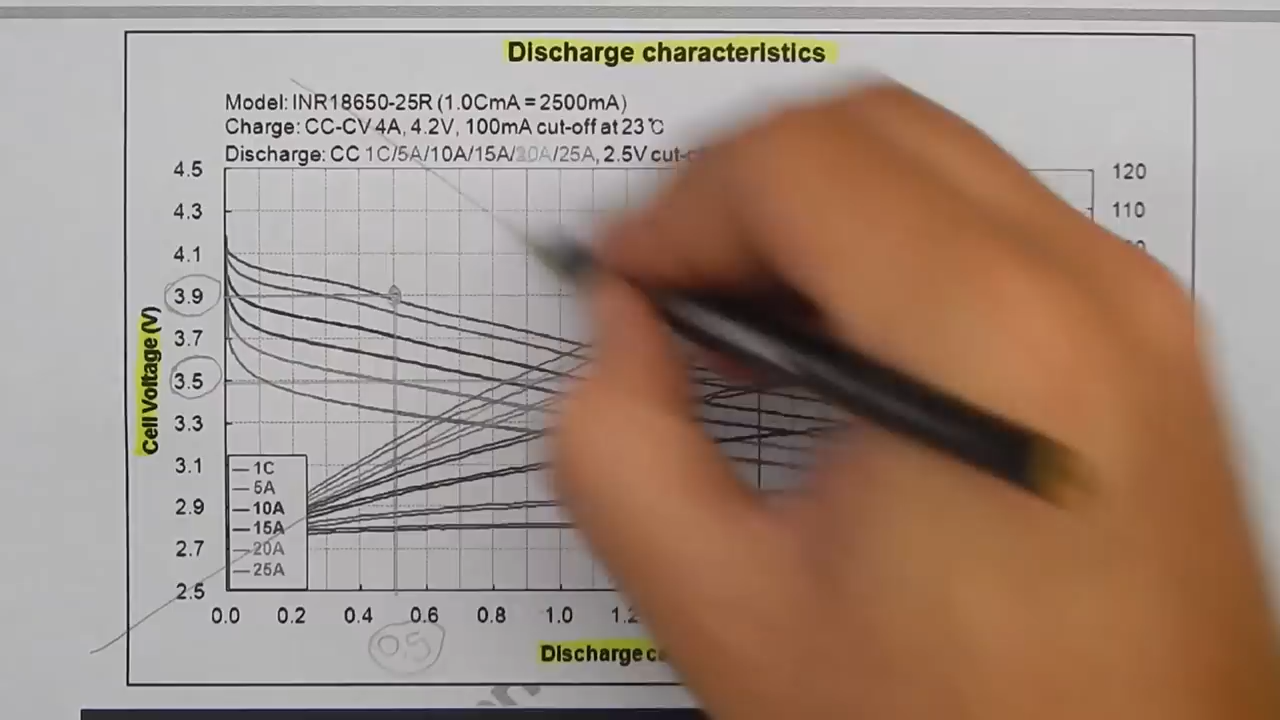 Discharge characteristics
Model: INR18650-25R (1.0CmA = 2500mA)
Charge: CC-CV 4A, 4.2V, 100mA cut-off at 23℃
Discharge: CC 1C/5A/10A/15A/20A/25A, 2.5V
4.5 120
4.3 110
4.1
3.9
3.7
3.5
3.3
3.1
2.9
2.7
2.5
Cell Voltage (V)
1C
5A
10A
15A
20A
25A
0.0 0.2 0.4 0.6 0.8 1.0 1.2
0.5
Discharge